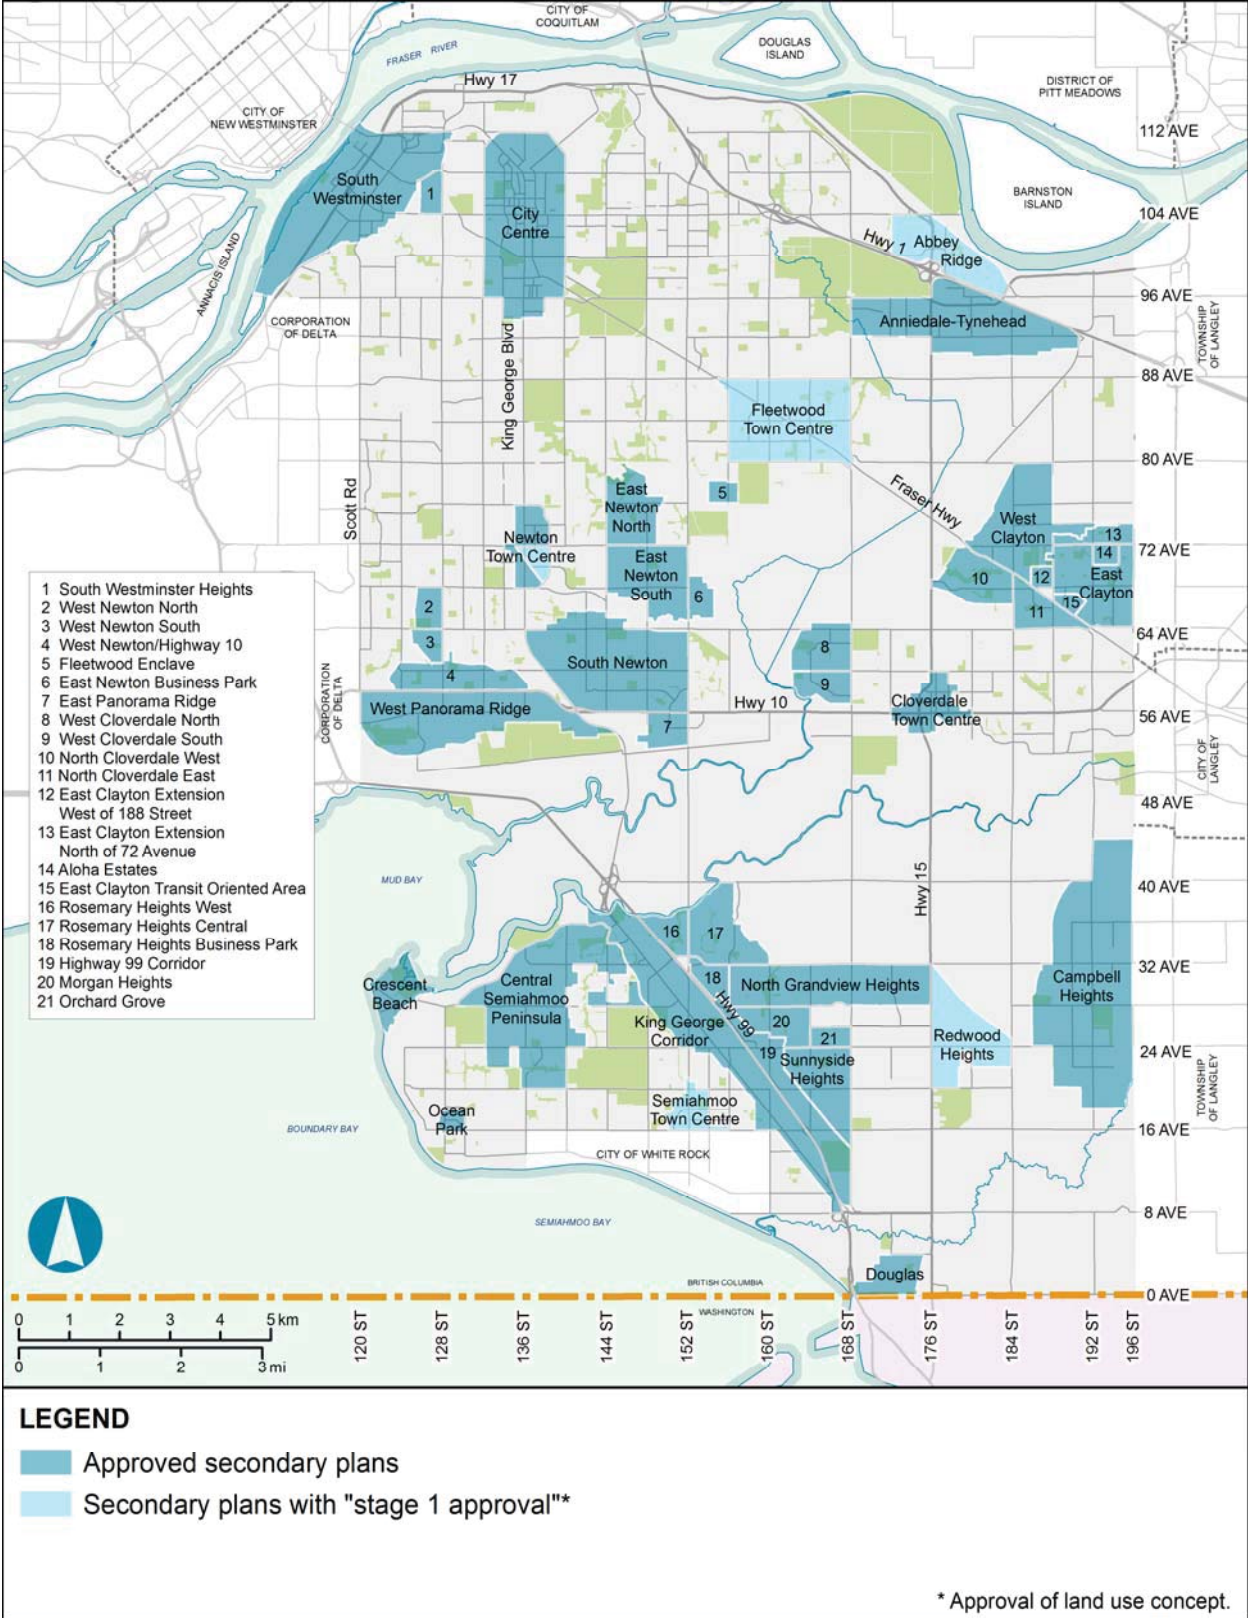 CITY OF
COQUITLAM
FRASER RIVER
DOUGLAS
ISLAND
Hwy 17
DISTRICT OF
PITT MEADOWS
CITY OF
NEW WESTMINSTER
112 AVE
South
Westminster
1
City
Centre
BARNSTON
ISLAND
104 AVE
Hwy 1
Abbey
Ridge
ANNACIS ISLAND
96 AVE
CORPORATION
OF DELTA
Anniedale-Tynehead
TOWNSHIP
OF LANGLEY
King George Blvd
88 AVE
Fleetwood
Town Centre
80 AVE
Scott Rd
East
Newton
North
5
Fraser Hwy
West
Clayton
13
Newton
Town Centre
72 AVE
14
East
Newton
South
10
12
East
Clayton
6
15
11
2
64 AVE
3
8
South Newton
4
9
CORPORATION
OF DELTA
West Panorama Ridge
Hwy 10
Cloverdale
Town Centre
56 AVE
7
CITY OF
LANGLEY
48 AVE
1 South Westminster Heights
2 West Newton North
3 West Newton South
4 West Newton/Highway 10
5 Fleetwood Enclave
6 East Newton Business Park
7 East Panorama Ridge
8 West Cloverdale North
9 West Cloverdale South
10 North Cloverdale West
11 North Cloverdale East
12 East Clayton Extension
West of 188 Street
13 East Clayton Extension
North of 72 Avenue
14 Aloha Estates
15 East Clayton Transit Oriented Area
16 Rosemary Heights West
17 Rosemary Heights Central
18 Rosemary Heights Business Park
19 Highway 99 Corridor
20 Morgan Heights
21 Orchard Grove
MUD BAY
Hwy 15
40 AVE
16
17
32 AVE
Crescent
Beach
Central
Semiahmoo
Peninsula
18
North Grandview Heights
Campbell
Heights
Hwy 99
King George
Corridor
20
21
Redwood
Heights
19
24 AVE
Sunnyside
Heights
TOWNSHIP
OF LANGLEY
Ocean
Park
Semiahmoo
Town Centre
BOUNDARY BAY
16 AVE
CITY OF WHITE ROCK
8 AVE
SEMIAHMOO BAY
Douglas
BRITISH COLUMBIA
0 AVE
WASHINGTON
0 1 2 3 4 5 km
0 1 2 3 mi
120 ST
128 ST
136 ST
144 ST
152 ST
160 ST
168 ST
176 ST
184 ST
192 ST
196 ST
LEGEND
Approved secondary plans
Secondary plans with "stage 1 approval"*
* Approval of land use concept.